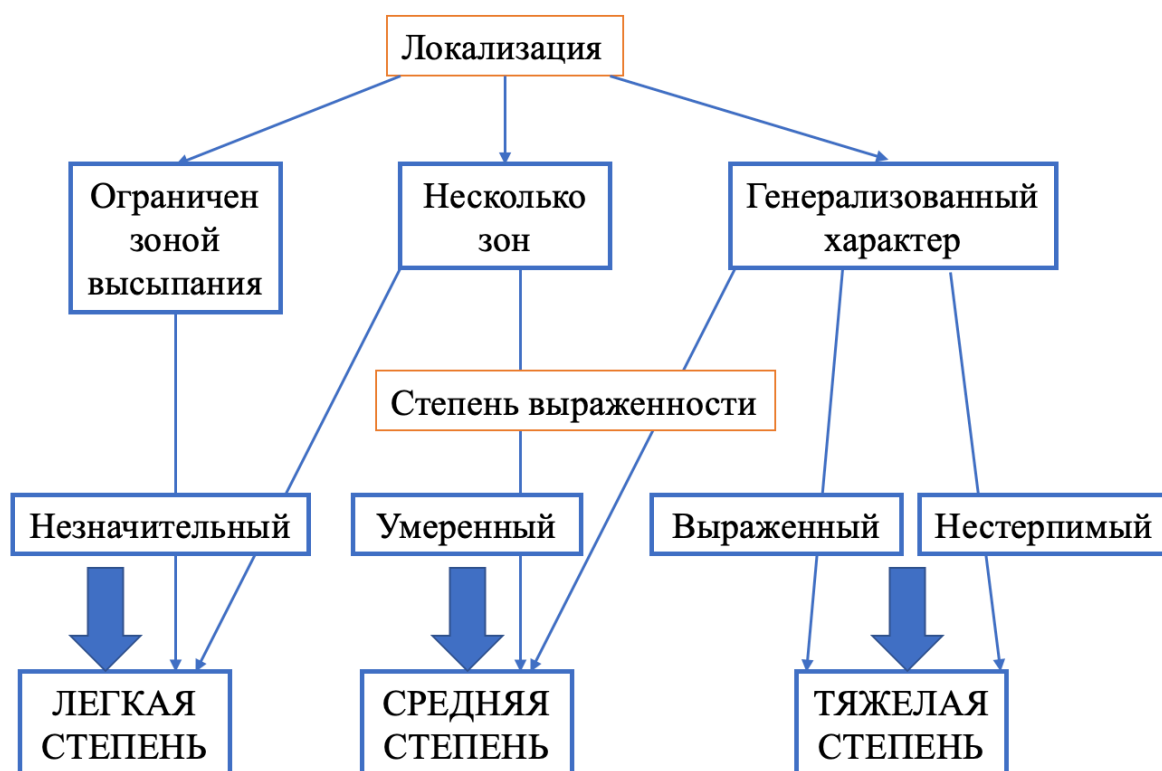 Локализация
Ограничен
зоной
высыпания
Несколько
зон
Генерализованный
характер
Степень выраженности
Незначительный
Умеренный
Выраженный
Нестерпимый
ЛЕГКАЯ
СТЕПЕНЬ
СРЕДНЯЯ
СТЕПЕНЬ
ТЯЖЕЛАЯ
СТЕПЕНЬ